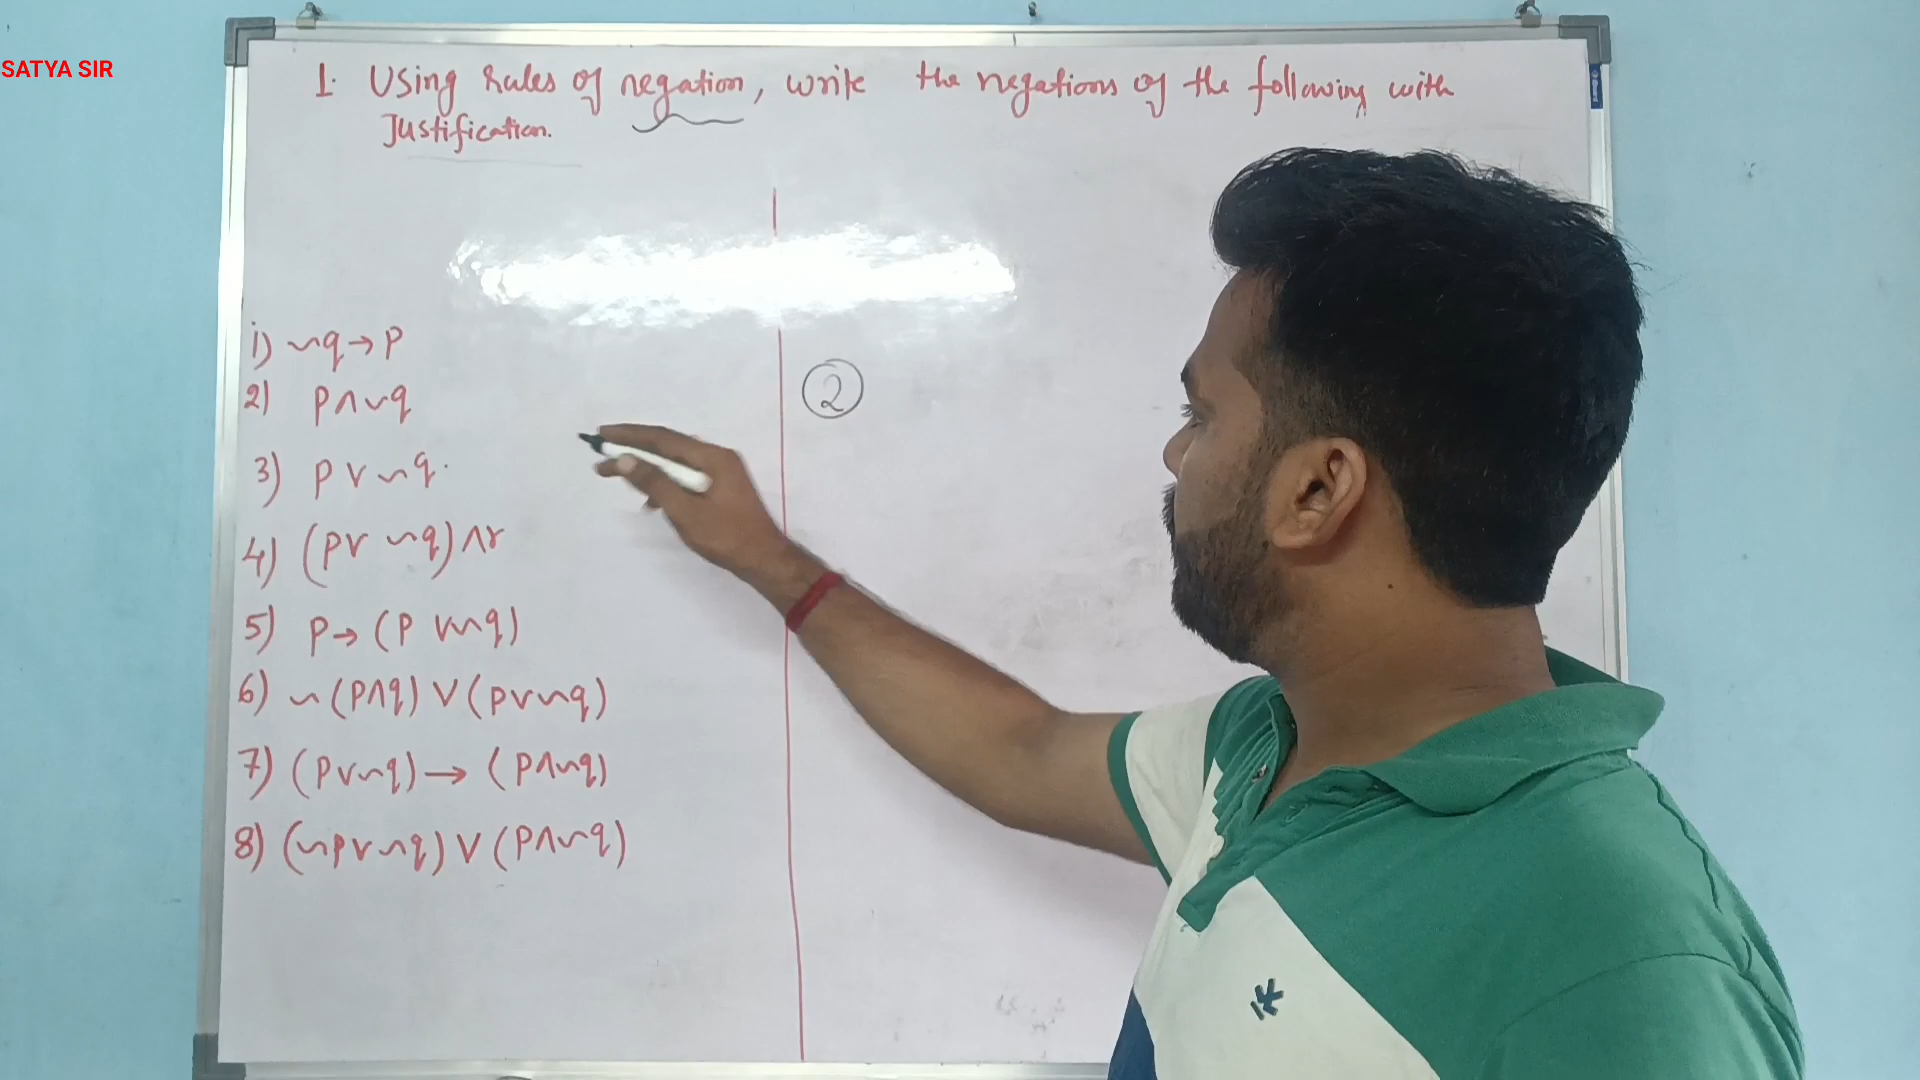 SATYA SIR
1. Using rules of negation, write the negations of the following with
Justification.
i) ~q → p
2) p ∧ ~q
3) p ∨ ~q.
4) (p ∨ ~q) ∧ r
5) p → (p ∨ ~q)
6) ~(p ∧ q) ∨ (p ∨ ~q)
7) (p ∨ ~q) → (p ∧ ~q)
8) (~p ∨ ~q) ∨ (p ∧ ~q)
2